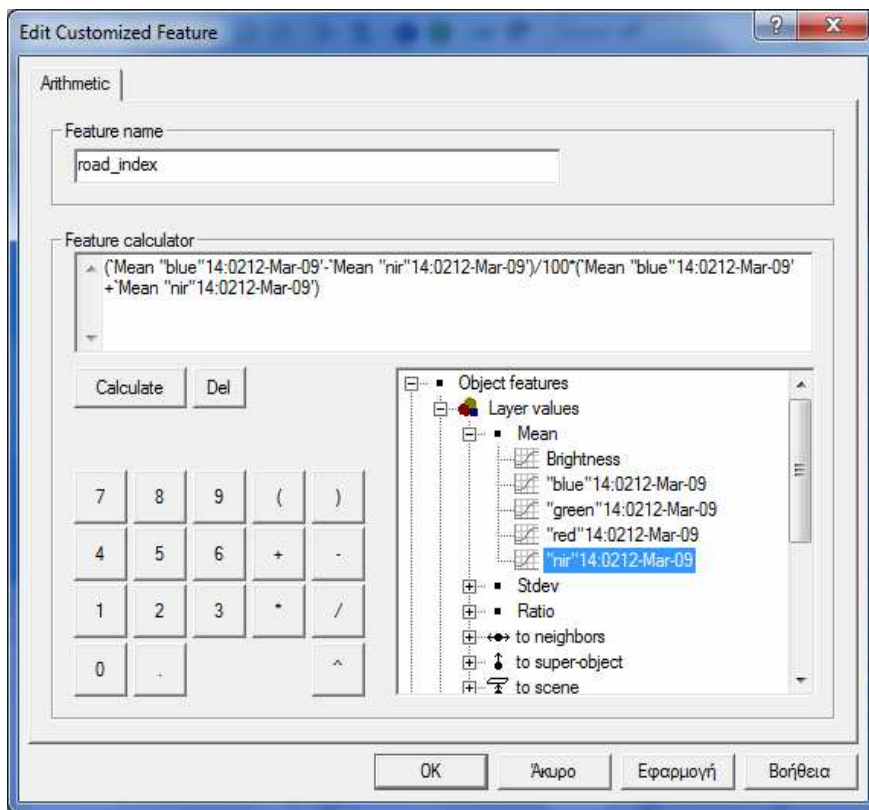 Edit Customized Feature
?
X
Arithmetic
Feature name
road_index
Feature calculator
(`Mean "blue"14:0212-Mar-09'-`Mean "nir"14:0212-Mar-09')/100*(`Mean "blue"14:0212-Mar-09'
+`Mean "nir"14:0212-Mar-09')
Calculate Del
7 8 9 ( )
4 5 6 + -
1 2 3 * /
0 . ^
Object features
Layer values
Mean
Brightness
"blue"14:0212-Mar-09
"green"14:0212-Mar-09
"red"14:0212-Mar-09
"nir"14:0212-Mar-09
Stdev
Ratio
to neighbors
to super-object
to scene
OK Άκυρο Εφαρμογή Βοήθεια